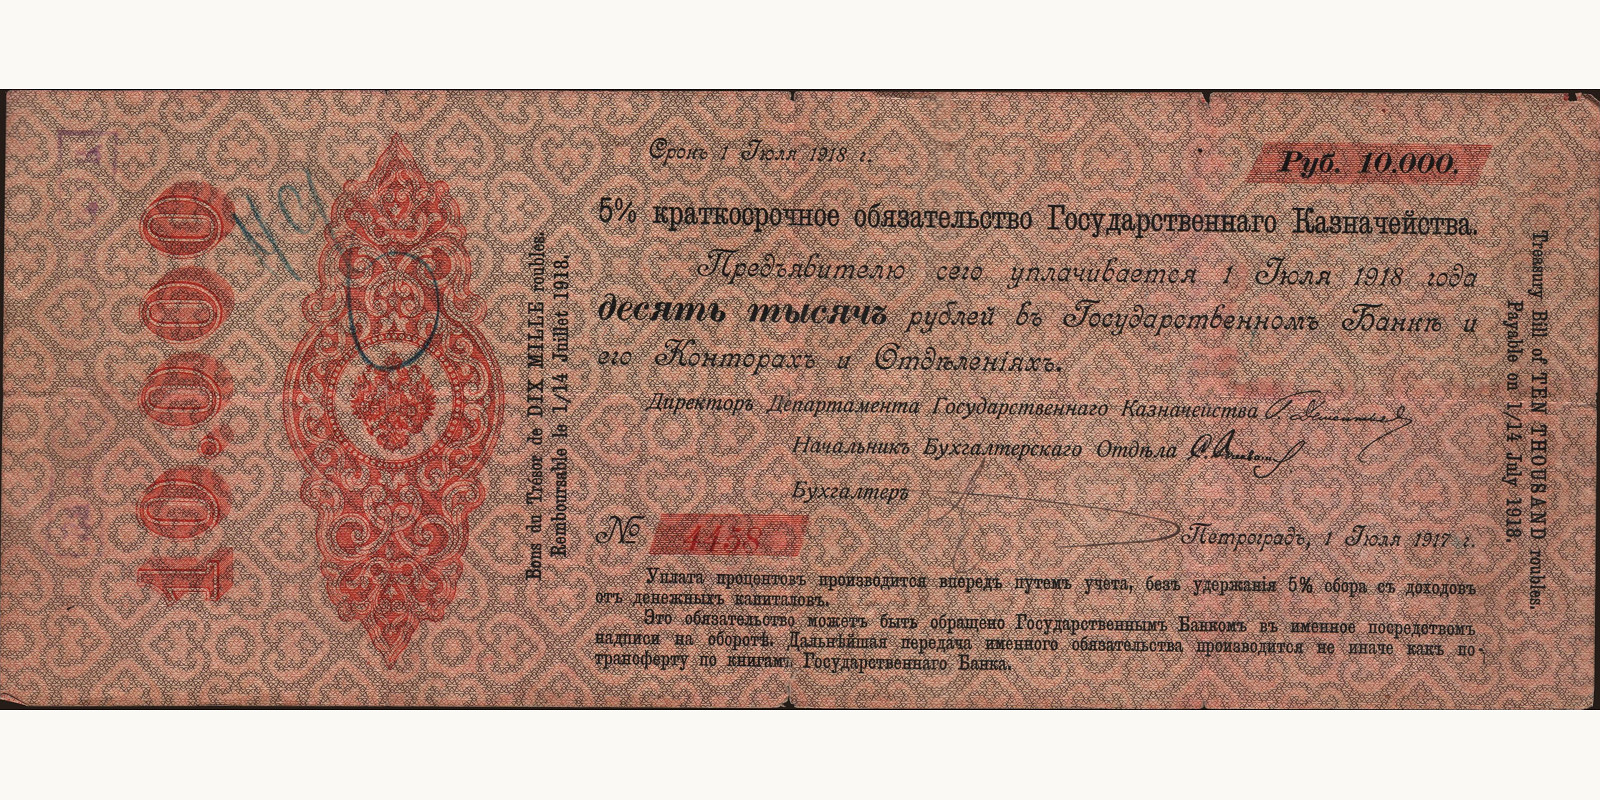 10.000
Bons du Trésor de DIX MILLE roubles.
Remboursable le 1/14 Juillet 1918.
Срокъ 1 Іюля 1918 г.
Руб. 10.000.
5% краткосрочное обязательство Государственнаго Казначейства.
Предъявителю сего уплачивается 1 Іюля 1918 года
десять тысячъ рублей въ Государственномъ Банкѣ и
его Конторахъ и Отдѣленіяхъ.
Директоръ Департамента Государственнаго Казначейства
Начальникъ Бухгалтерскаго Отдѣла
Бухгалтеръ
№ 4458
Петроградъ, 1 Іюля 1917 г.
Уплата процентовъ производится впередъ путемъ учета, безъ удержанія 5% сбора съ доходовъ
отъ денежныхъ капиталовъ.
Это обязательство можетъ быть обращено Государственнымъ Банкомъ въ именное посредствомъ
надписи на оборотѣ. Дальнѣйшая передача именного обязательства производится не иначе какъ по
трансферту по книгамъ Государственнаго Банка.
Treasury Bill of TEN THOUSAND roubles.
Payable on 1/14 July 1918.